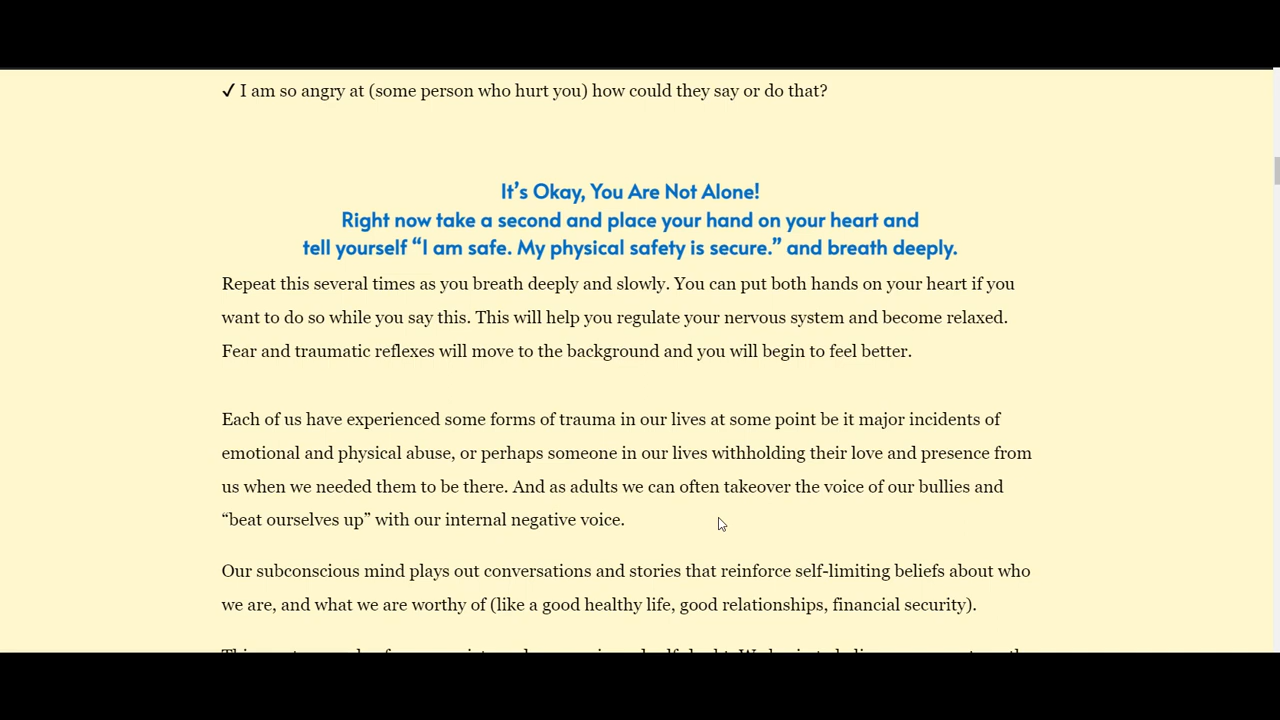 ✓ I am so angry at (some person who hurt you) how could they say or do that?
It's Okay, You Are Not Alone!
Right now take a second and place your hand on your heart and
tell yourself “I am safe. My physical safety is secure.” and breath deeply.
Repeat this several times as you breath deeply and slowly. You can put both hands on your heart if you
want to do so while you say this. This will help you regulate your nervous system and become relaxed.
Fear and traumatic reflexes will move to the background and you will begin to feel better.
Each of us have experienced some forms of trauma in our lives at some point be it major incidents of
emotional and physical abuse, or perhaps someone in our lives withholding their love and presence from
us when we needed them to be there. And as adults we can often takeover the voice of our bullies and
“beat ourselves up” with our internal negative voice.
Our subconscious mind plays out conversations and stories that reinforce self-limiting beliefs about who
we are, and what we are worthy of (like a good healthy life, good relationships, financial security).